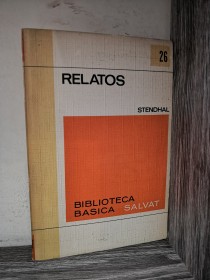 26
RELATOS
STENDHAL
BIBLIOTECA
BASICA SALVAT